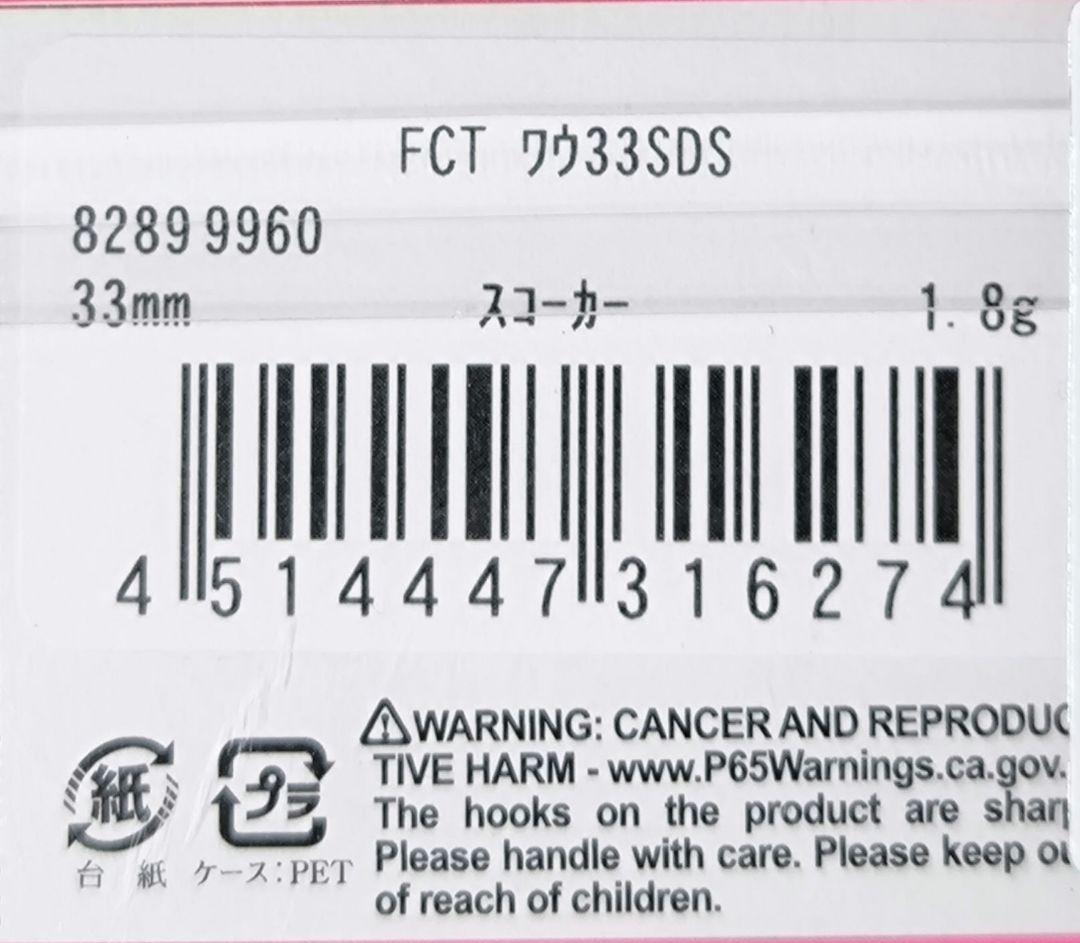 FCT ワウ33SDS
8289 9960
33mm スコーカー 1. 8g
4 514447 316274
⚠WARNING: CANCER AND REPRODUC
TIVE HARM - www.P65Warnings.ca.gov.
The hooks on the product are shar
Please handle with care. Please keep ou
of reach of children.
紙 プラ
台 紙 ケース:PET